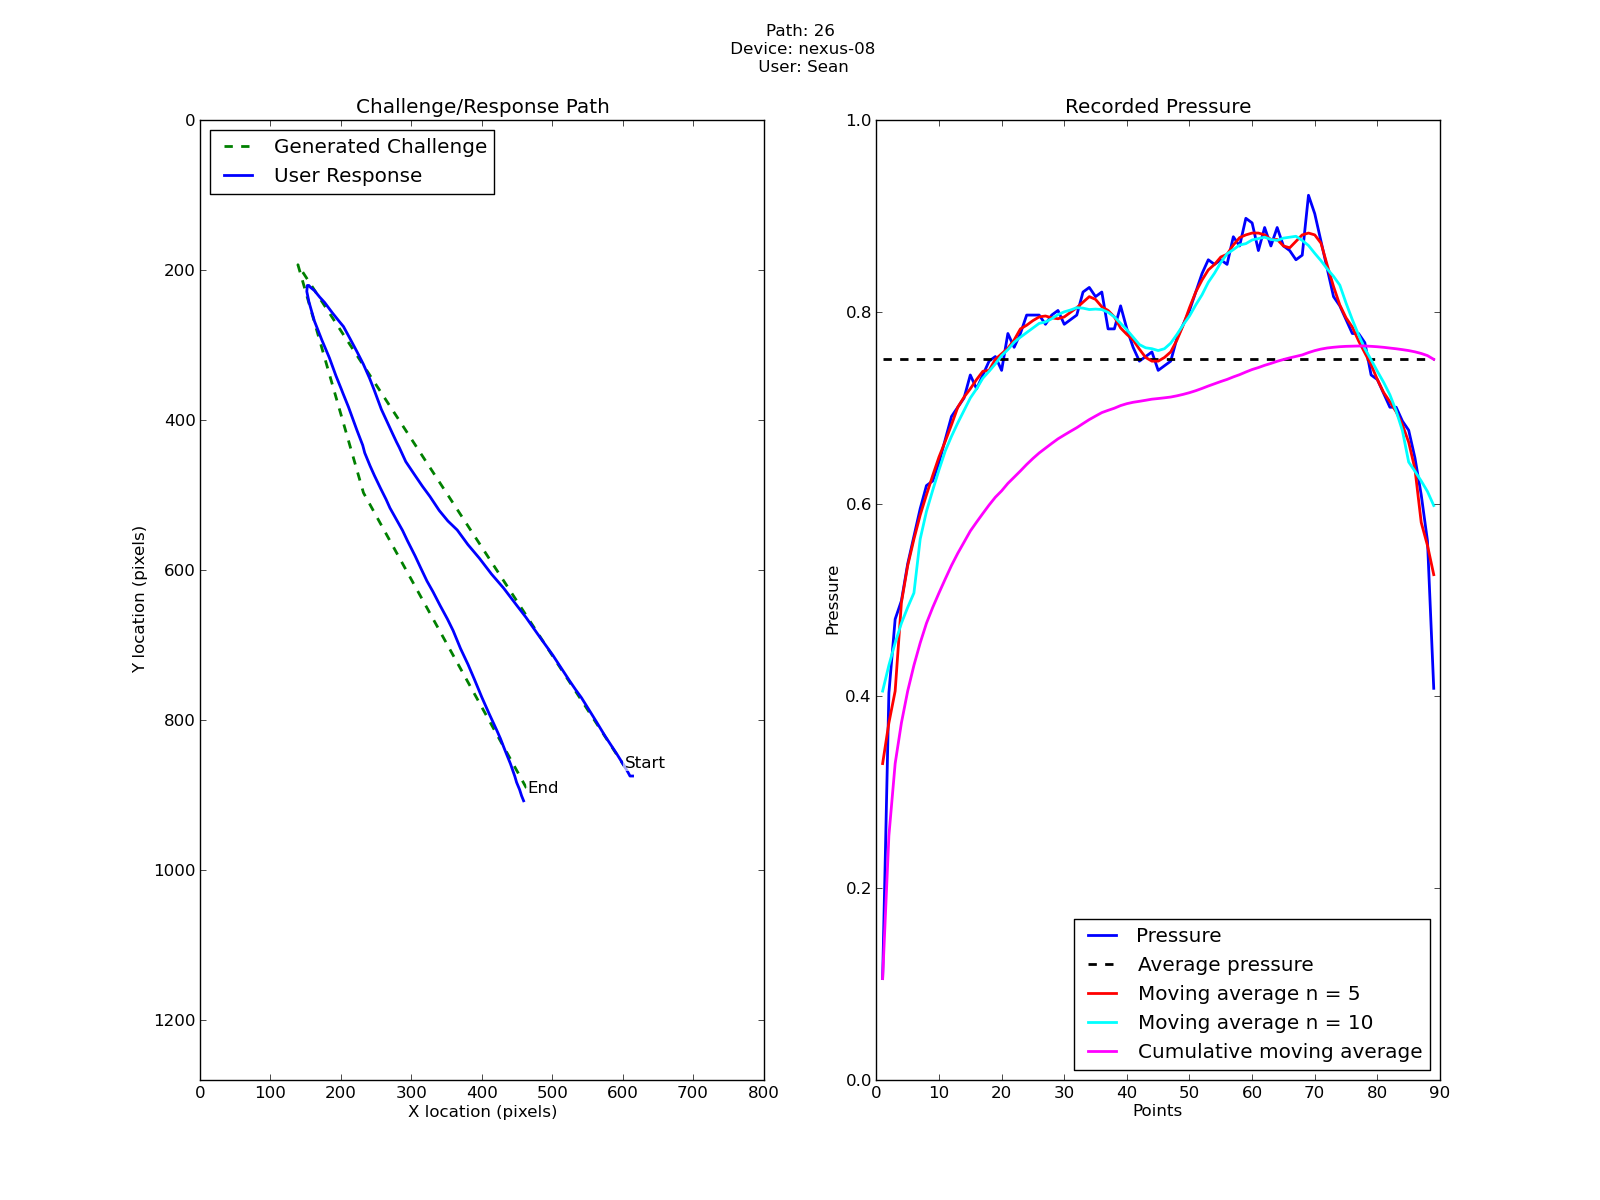 Path: 26
Device: nexus-08
User: Sean
Challenge/Response Path
Generated Challenge
User Response
0
200
400
600
800
1000
1200
Y location (pixels)
Start
End
0 100 200 300 400 500 600 700 800
X location (pixels)
Recorded Pressure
1.0
0.8
0.6
0.4
0.2
0.0
Pressure
Pressure
Average pressure
Moving average n = 5
Moving average n = 10
Cumulative moving average
0 10 20 30 40 50 60 70 80 90
Points